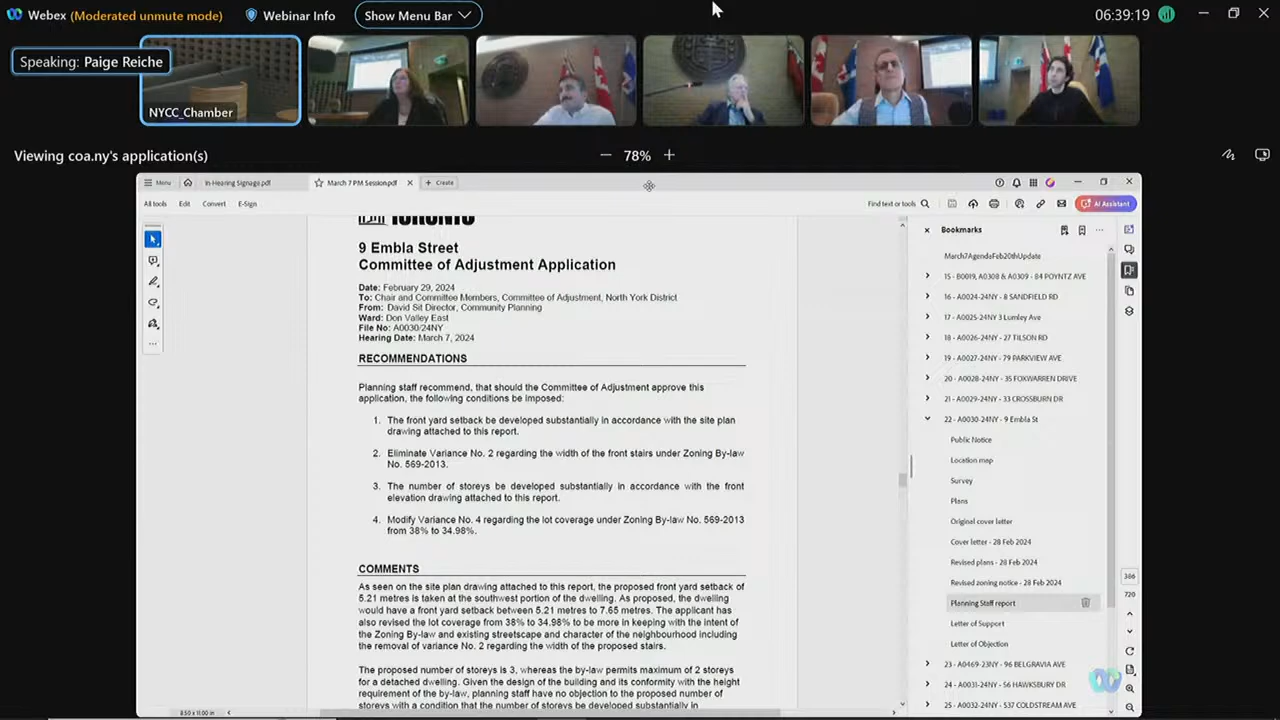 Webex (Moderated unmute mode)
Webinar Info
Show Menu Bar
06:39:19
Speaking: Paige Reiche
NYCC_Chamber
Viewing coa.ny's application(s)
78%
Menu
In-Hearing Signage.pdf
March 7 PM Session.pdf
Create
All tools
Edit
Convert
E-Sign
Find text or tools
AI Assistant
TORONTO
9 Embla Street
Committee of Adjustment Application
Date: February 29, 2024
To: Chair and Committee Members, Committee of Adjustment, North York District
From: David Sit Director, Community Planning
Ward: Don Valley East
File No: A0030/24NY
Hearing Date: March 7, 2024
RECOMMENDATIONS
Planning staff recommend, that should the Committee of Adjustment approve this
application, the following conditions be imposed:
1. The front yard setback be developed substantially in accordance with the site plan
drawing attached to this report.
2. Eliminate Variance No. 2 regarding the width of the front stairs under Zoning By-law
No. 569-2013.
3. The number of storeys be developed substantially in accordance with the front
elevation drawing attached to this report.
4. Modify Variance No. 4 regarding the lot coverage under Zoning By-law No. 569-2013
from 38% to 34.98%.
COMMENTS
As seen on the site plan drawing attached to this report, the proposed front yard setback of
5.21 metres is taken at the southwest portion of the dwelling. As proposed, the dwelling
would have a front yard setback between 5.21 metres to 7.65 metres. The applicant has
also revised the lot coverage from 38% to 34.98% to be more in keeping with the intent of
the Zoning By-law and existing streetscape and character of the neighbourhood including
the removal of variance No. 2 regarding the width of the proposed stairs.
The proposed number of storeys is 3, whereas the by-law permits maximum of 2 storeys
for a detached dwelling. Given the design of the building and its conformity with the height
requirement of the by-law, planning staff have no objection to the proposed number of
storeys with a condition that the number of storeys be developed substantially in
8.50 x 11.00 in
Bookmarks
March7AgendaFeb20thUpdate
15 - B0019, A0308 & A0309 - 84 POYNTZ AVE
16 - A0024-24NY - 8 SANDFIELD RD
17 - A0025-24NY 3 Lumley Ave
18 - A0026-24NY - 27 TILSON RD
19 - A0027-24NY - 79 PARKVIEW AVE
20 - A0028-24NY - 35 FOXWARREN DRIVE
21 - A0029-24NY - 33 CROSSBURN DR
22 - A0030-24NY - 9 Embla St
Public Notice
Location map
Survey
Plans
Original cover letter
Cover letter - 28 Feb 2024
Revised plans - 28 Feb 2024
Revised zoning notice - 28 Feb 2024
Planning Staff report
Letter of Support
Letter of Objection
23 - A0469-23NY - 96 BELGRAVIA AVE
24 - A0031-24NY - 56 HAWKSBURY DR
25 - A0032-24NY - 537 COLDSTREAM AVE
386
720